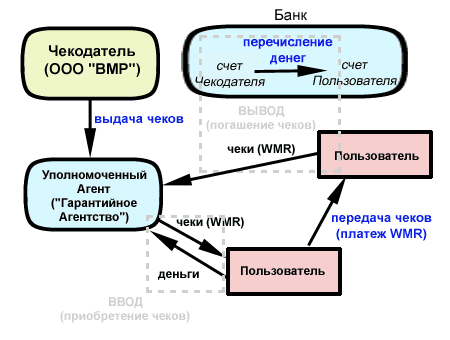 Банк
Чекодатель
(ООО "ВМР")
перечисление
денег
счет
Чекодателя
счет
Пользователя
выдача чеков
ВЫВОД
(погашение чеков)
чеки (WMR)
Пользователь
Уполномоченный
Агент
("Гарантийное
Агентство")
передача чеков
(платеж WMR)
чеки (WMR)
деньги
Пользователь
ВВОД
(приобретение чеков)